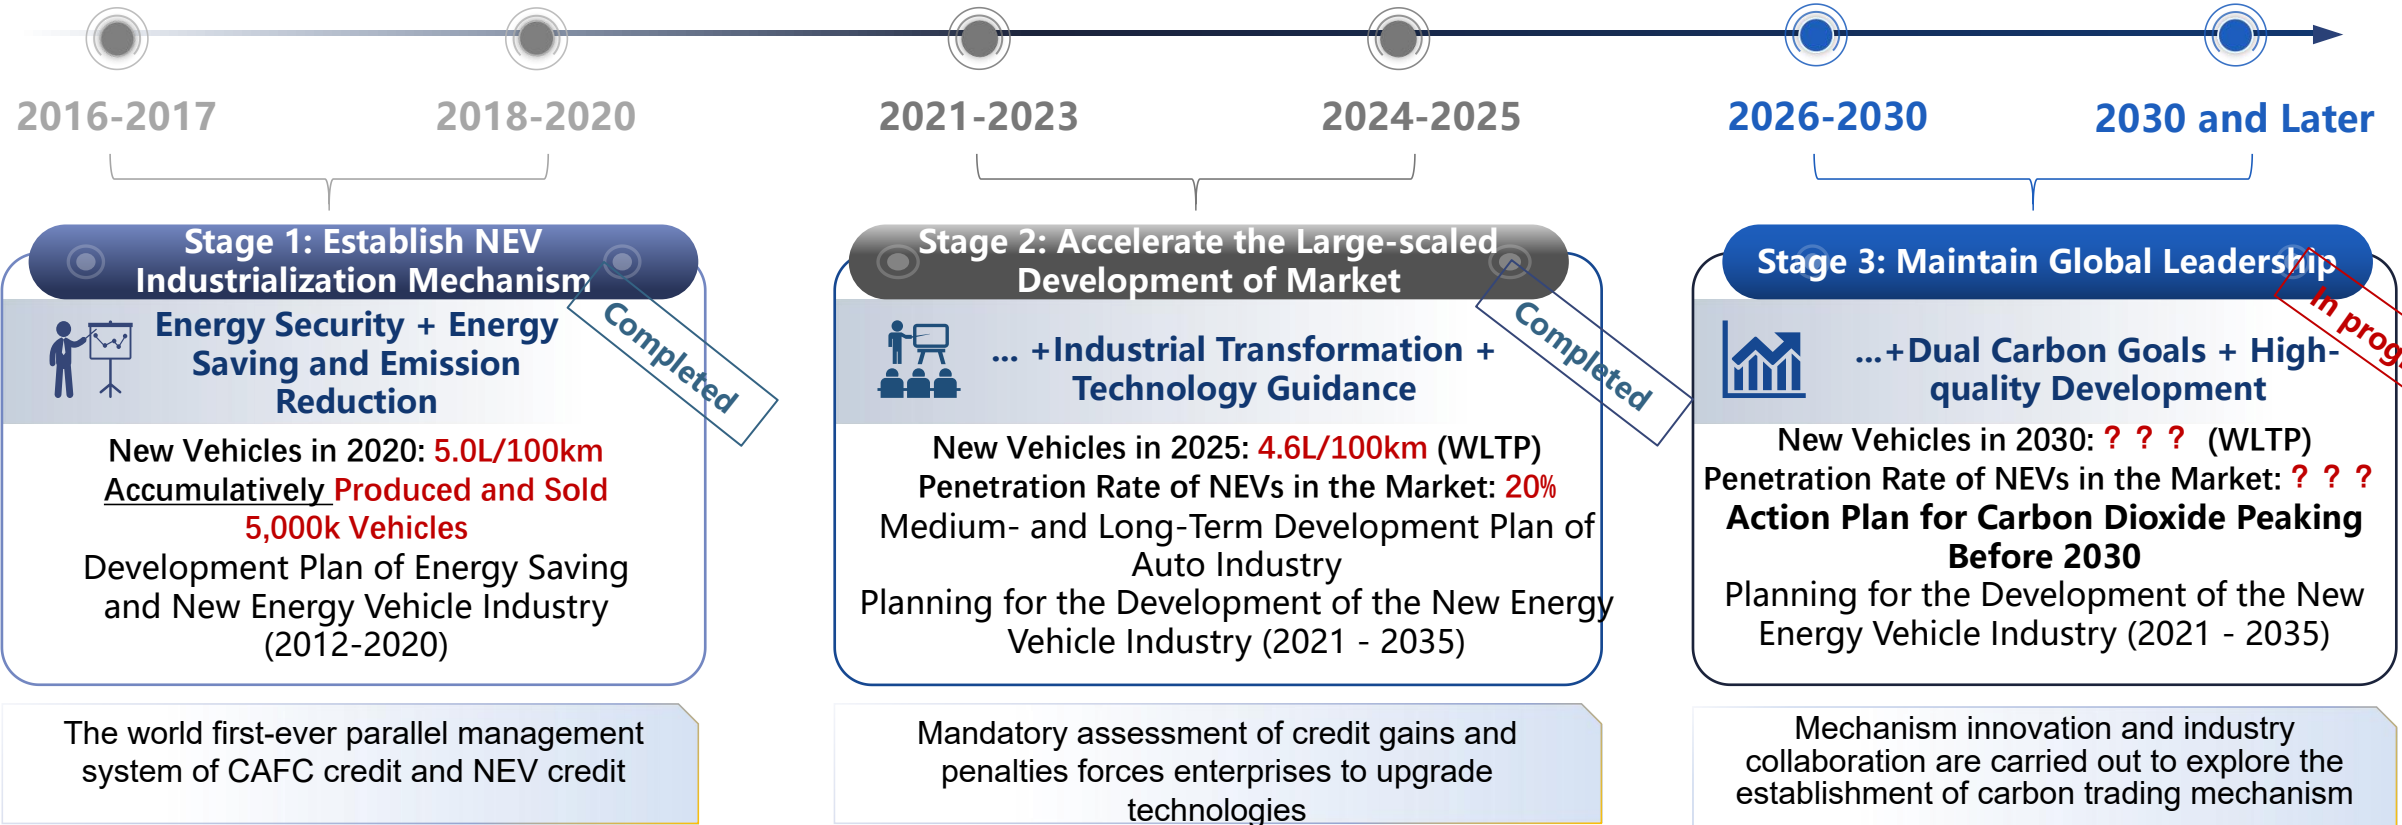 2016-2017
2018-2020
2021-2023
2024-2025
2026-2030
2030 and Later
Stage 1: Establish NEV
Industrialization Mechanism
Completed
Energy Security + Energy
Saving and Emission
Reduction
New Vehicles in 2020: 5.0L/100km
Accumulatively Produced and Sold
5,000k Vehicles
Development Plan of Energy Saving
and New Energy Vehicle Industry
(2012-2020)
The world first-ever parallel management
system of CAFC credit and NEV credit
Stage 2: Accelerate the Large-scaled
Development of Market
Completed
... +Industrial Transformation +
Technology Guidance
New Vehicles in 2025: 4.6L/100km (WLTP)
Penetration Rate of NEVs in the Market: 20%
Medium- and Long-Term Development Plan of
Auto Industry
Planning for the Development of the New Energy
Vehicle Industry (2021 - 2035)
Mandatory assessment of credit gains and
penalties forces enterprises to upgrade
technologies
Stage 3: Maintain Global Leadership
In
...+Dual Carbon Goals + High-
quality Development
New Vehicles in 2030: ? ? ? (WLTP)
Penetration Rate of NEVs in the Market: ? ? ?
Action Plan for Carbon Dioxide Peaking
Before 2030
Planning for the Development of the New
Energy Vehicle Industry (2021 - 2035)
Mechanism innovation and industry
collaboration are carried out to explore the
establishment of carbon trading mechanism